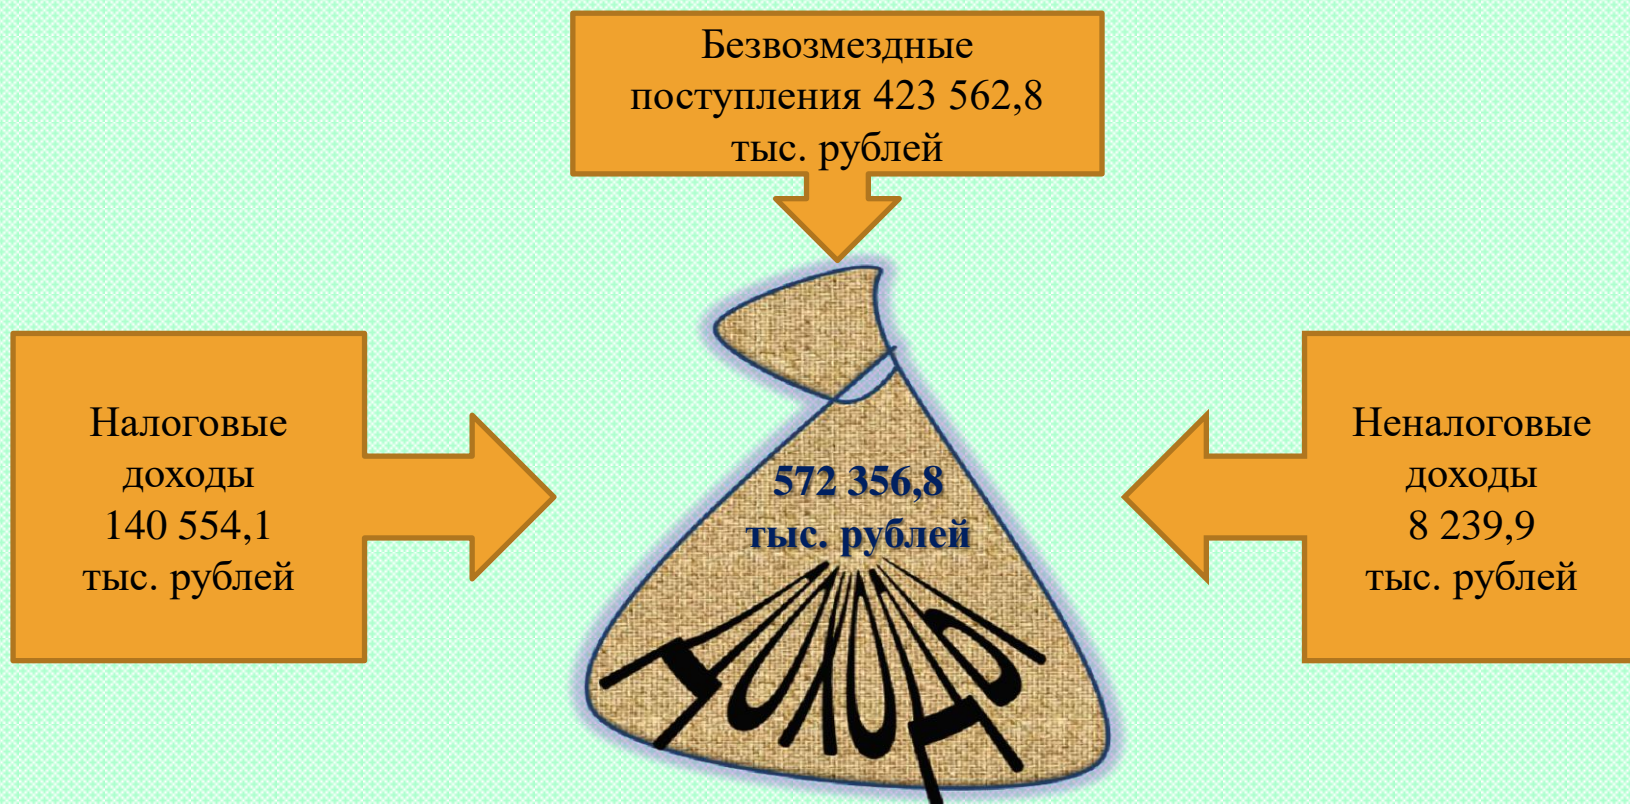 Безвозмездные
поступления 423 562,8
тыс. рублей
Налоговые
доходы
140 554,1
тыс. рублей
572 356,8
тыс. рублей
ДОХОДЫ
Неналоговые
доходы
8 239,9
тыс. рублей